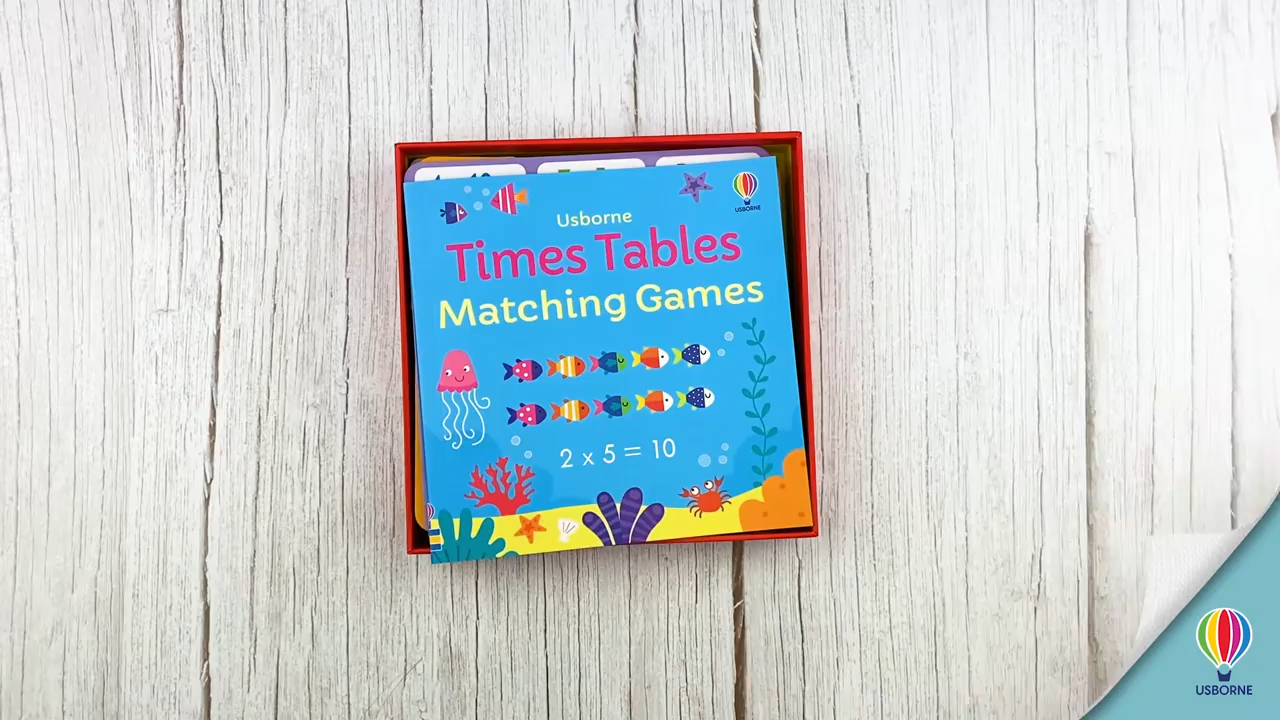 USBORNE
Usborne
Times Tables
Matching Games
2 x 5 = 10
USBORNE